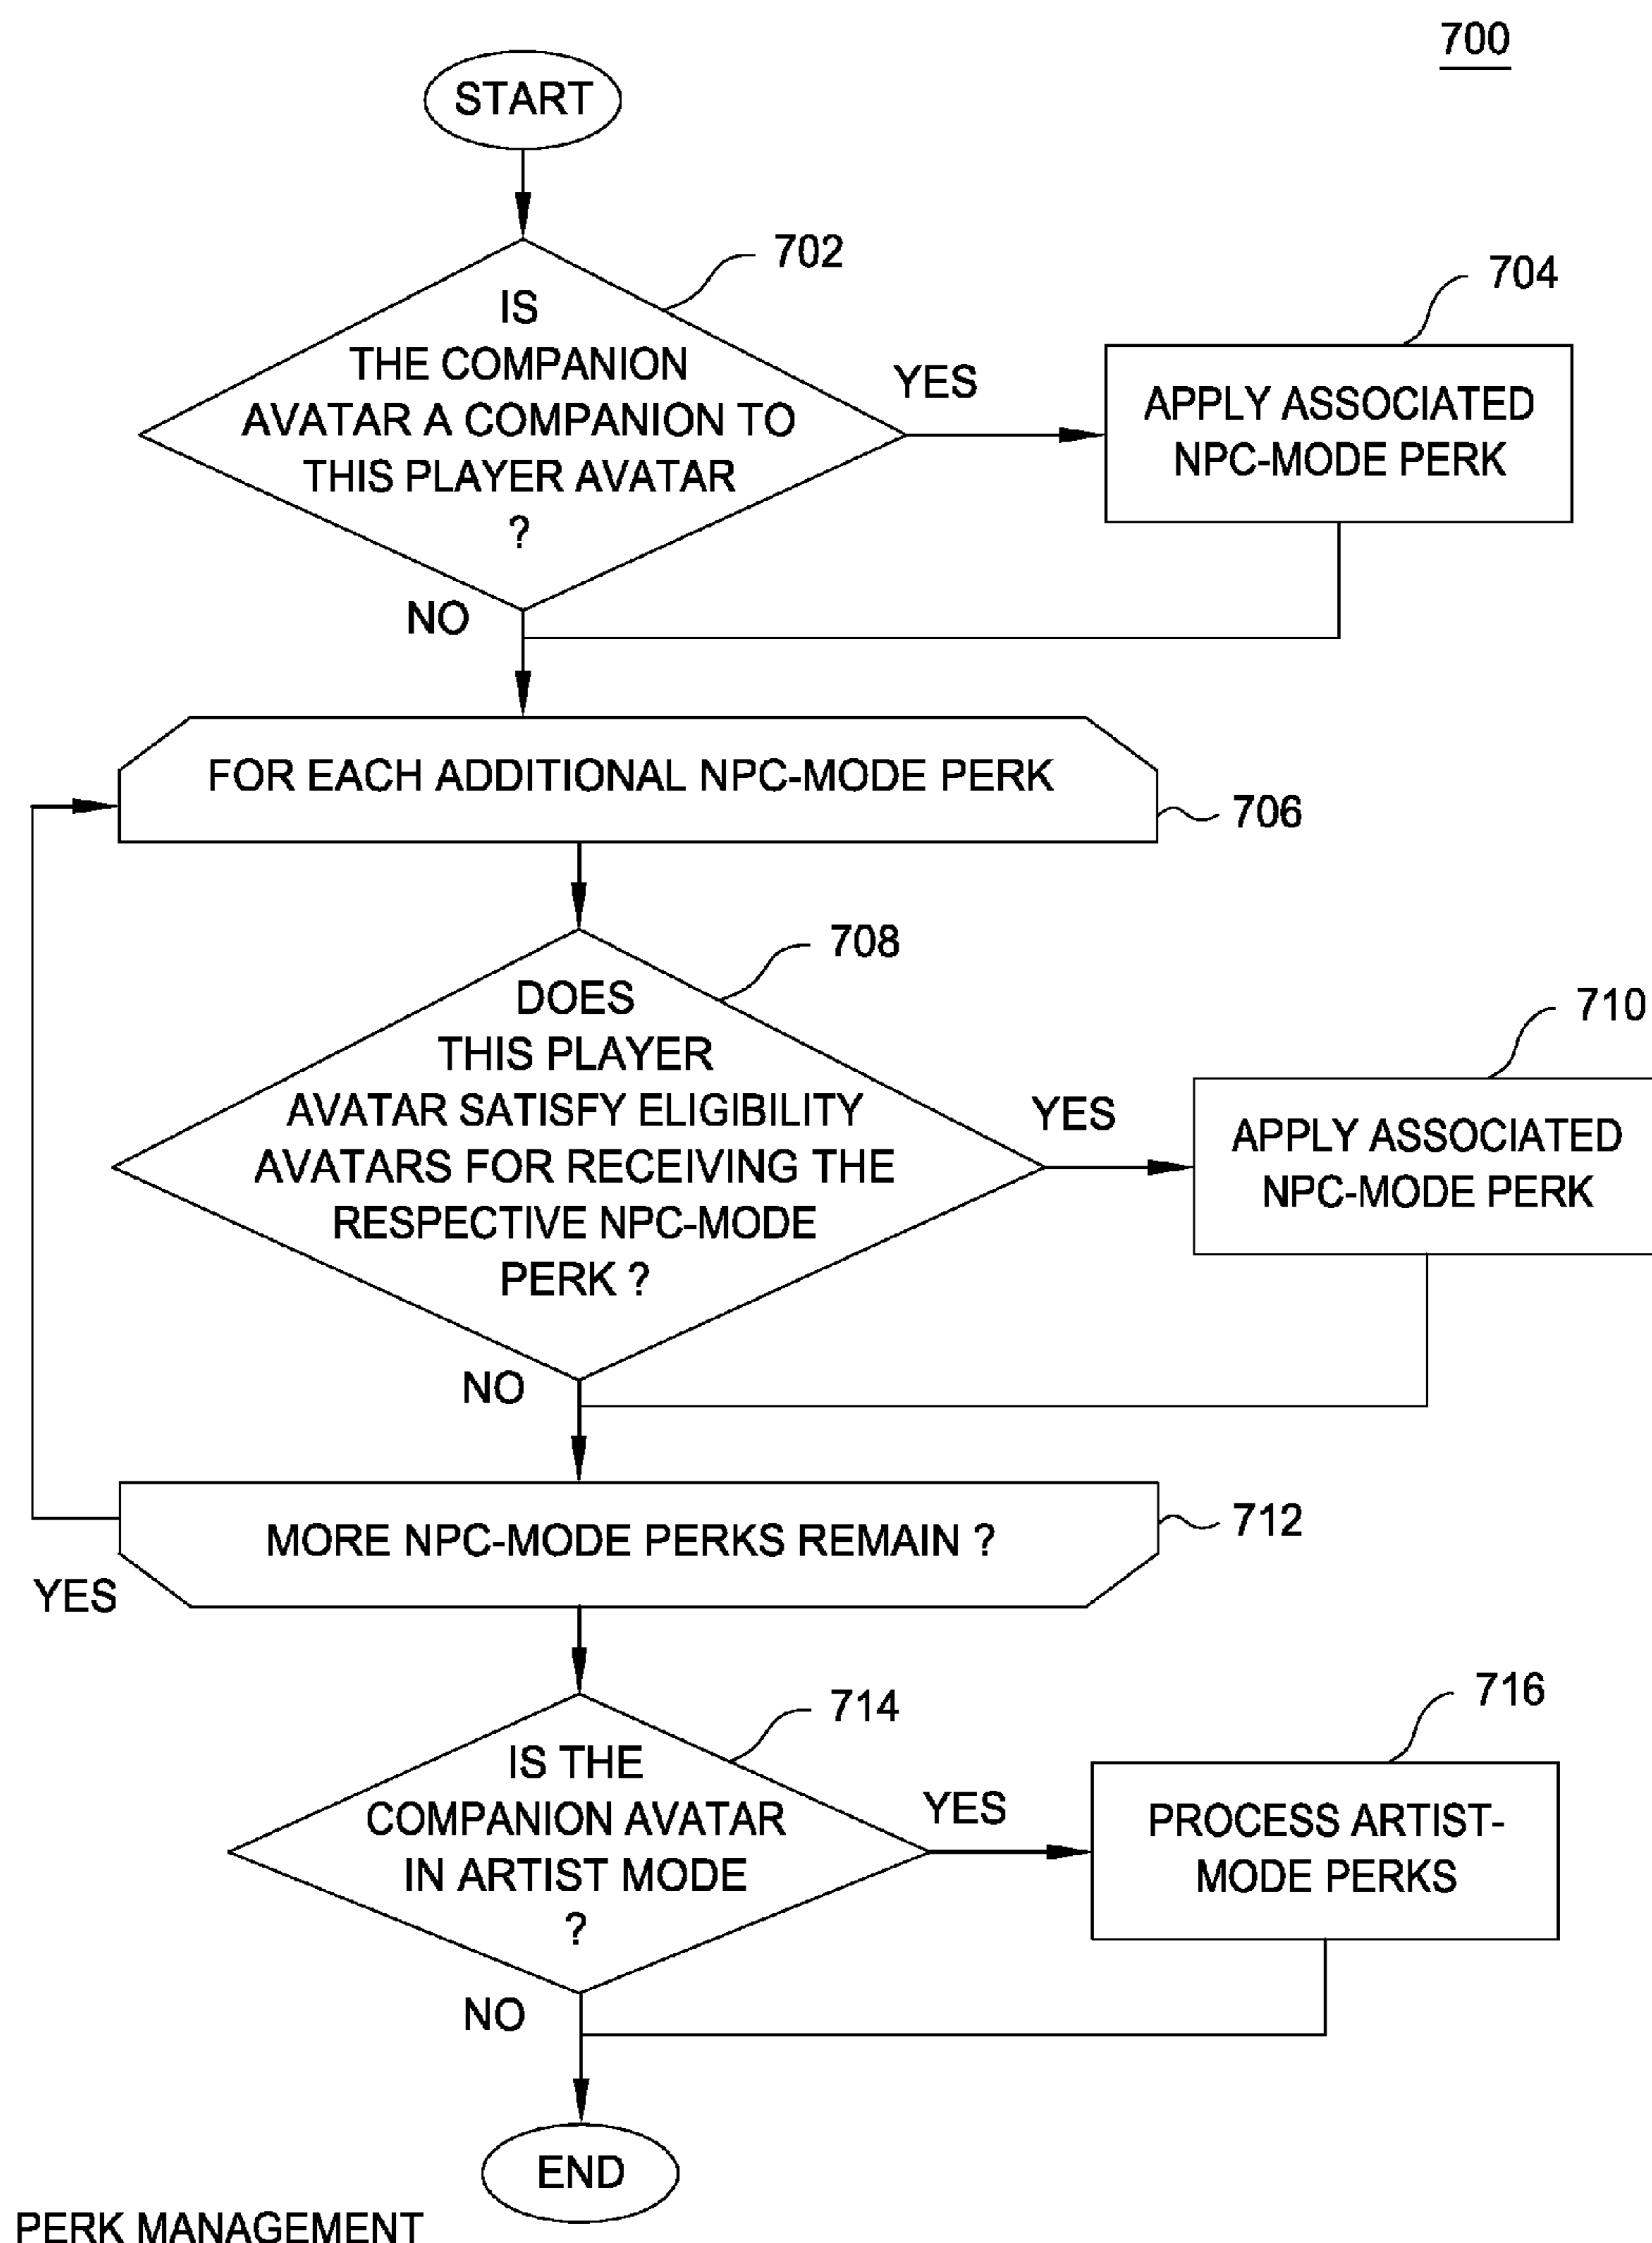 700
START
702
IS
THE COMPANION
AVATAR A COMPANION TO
THIS PLAYER AVATAR
?
YES
704
APPLY ASSOCIATED
NPC-MODE PERK
NO
FOR EACH ADDITIONAL NPC-MODE PERK
706
708
DOES
THIS PLAYER
AVATAR SATISFY ELIGIBILITY
AVATARS FOR RECEIVING THE
RESPECTIVE NPC-MODE
PERK ?
YES
710
APPLY ASSOCIATED
NPC-MODE PERK
NO
MORE NPC-MODE PERKS REMAIN ?
712
YES
714
IS THE
COMPANION AVATAR
IN ARTIST MODE
?
YES
716
PROCESS ARTIST-
MODE PERKS
NO
END
PERK MANAGEMENT